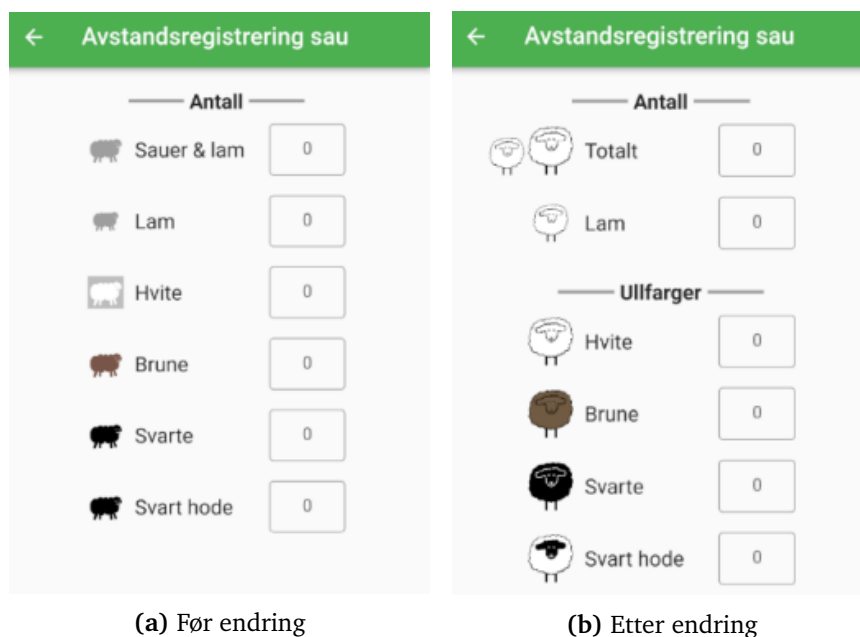 Avstandsregistrering sau
Antall
Sauer & lam 0
Lam 0
Hvite 0
Brune 0
Svarte 0
Svart hode 0
(a) Før endring
Avstandsregistrering sau
Antall
Totalt 0
Lam 0
Ullfarger
Hvite 0
Brune 0
Svarte 0
Svart hode 0
(b) Etter endring